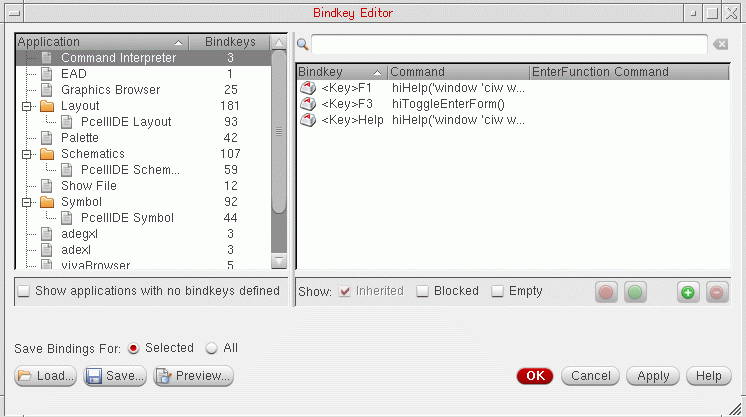 Bindkey Editor
Application Bindkeys
Command Interpreter 3
EAD 1
Graphics Browser 25
Layout 181
PcellIDE Layout 93
Palette 42
Schematics 107
PcellIDE Schem... 59
Show File 12
Symbol 92
PcellIDE Symbol 44
adegxl 3
adexl 3
vivaBrowser 5
Show applications with no bindkeys defined
Bindkey Command EnterFunction Command
<Key>F1 hiHelp('window 'ciw w...
<Key>F3 hiToggleEnterForm()
<Key>Help hiHelp('window 'ciw w...
Show: Inherited Blocked Empty
Save Bindings For: Selected All
Load... Save... Preview... OK Cancel Apply Help